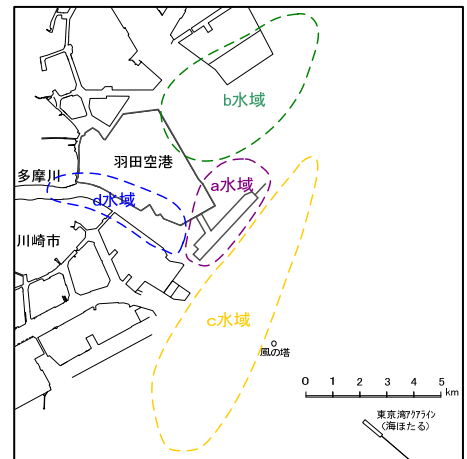 b水域
羽田空港
多摩川
a水域
d水域
川崎市
c水域
風の塔
0 1 2 3 4 5
km
東京湾ｱｸｱﾗｲﾝ
(海ほたる)